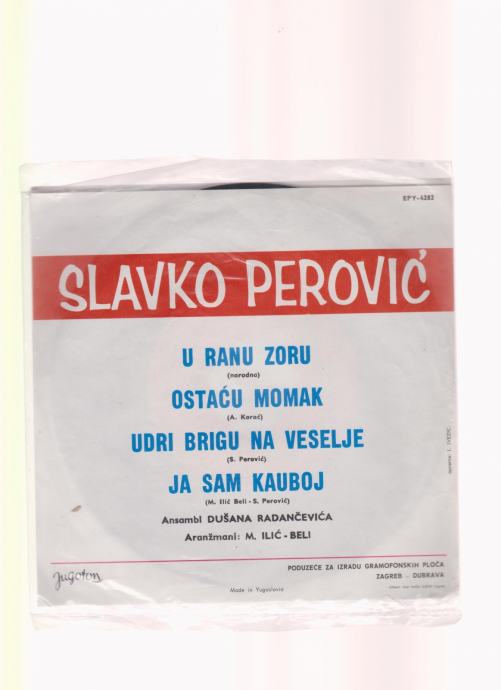 EPY-4282
SLAVKO PEROVIĆ
U RANU ZORU
(narodna)
OSTAĆU MOMAK
(A. Korać)
UDRI BRIGU NA VESELJE
(S. Perović)
JA SAM KAUBOJ
(M. Ilić Beli - S. Perović)
Ansambl DUŠANA RADANČEVIĆA
Aranžmani: M. ILIĆ - BELI
oprema: I. IVEZIĆ
Jugoton
PODUZEĆE ZA IZRADU GRAMOFONSKIH PLOČA
ZAGREB - DUBRAVA
Made in Yugoslavia